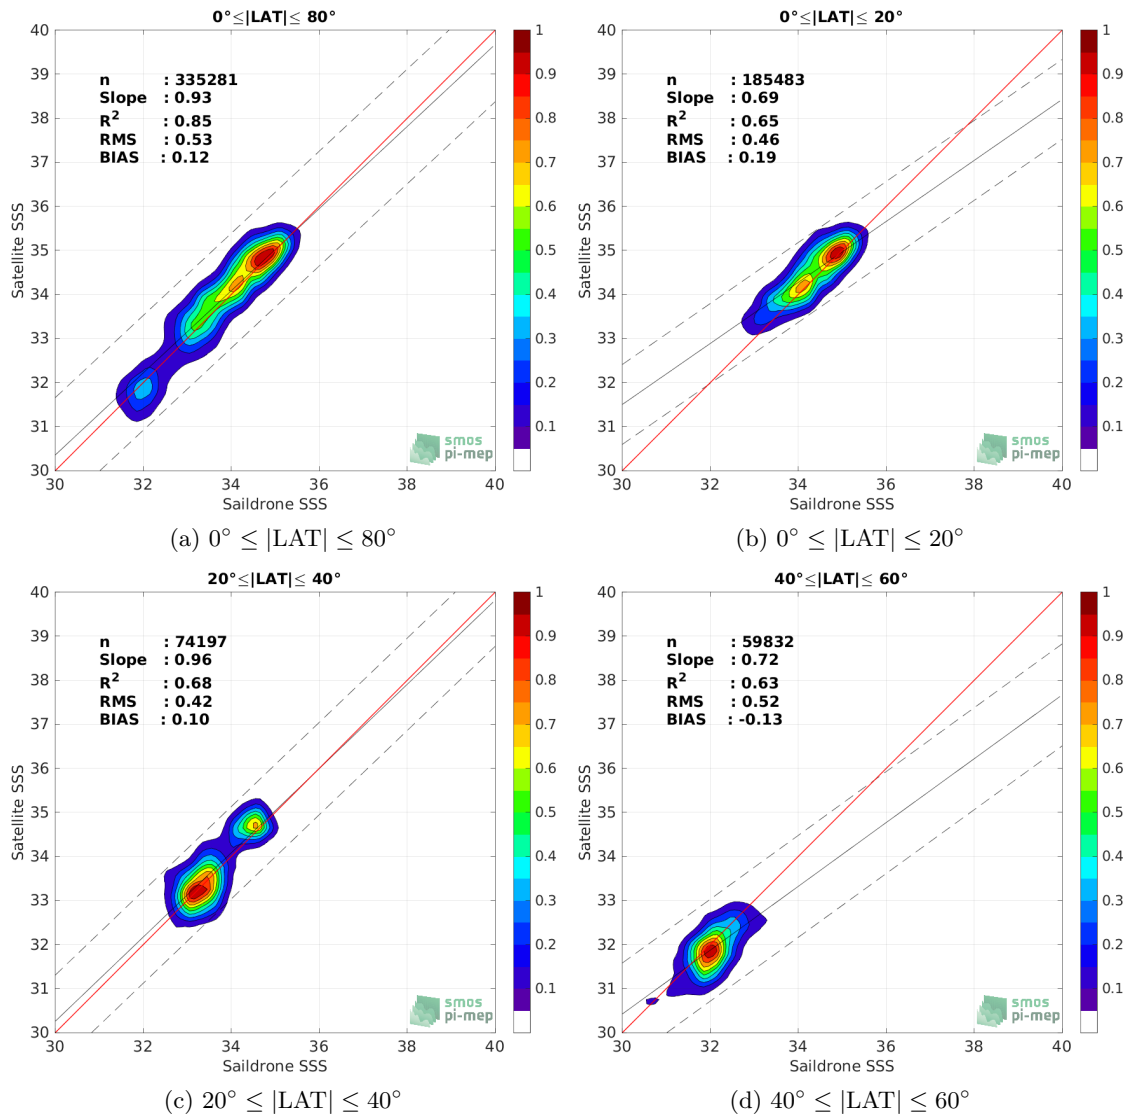 0°≤|LAT|≤ 80°
n : 335281
Slope : 0.93
R² : 0.85
RMS : 0.53
BIAS : 0.12
40
39
38
37
36
35
34
33
32
31
30
Satellite SSS
30 32 34 36 38 40
Saildrone SSS
1
0.9
0.8
0.7
0.6
0.5
0.4
0.3
0.2
0.1
smos
pi-mep
(a) 0° ≤ |LAT| ≤ 80°
0°≤|LAT|≤ 20°
n : 185483
Slope : 0.69
R² : 0.65
RMS : 0.46
BIAS : 0.19
40
39
38
37
36
35
34
33
32
31
30
Satellite SSS
30 32 34 36 38 40
Saildrone SSS
1
0.9
0.8
0.7
0.6
0.5
0.4
0.3
0.2
0.1
smos
pi-mep
(b) 0° ≤ |LAT| ≤ 20°
20°≤|LAT|≤ 40°
n : 74197
Slope : 0.96
R² : 0.68
RMS : 0.42
BIAS : 0.10
40
39
38
37
36
35
34
33
32
31
30
Satellite SSS
30 32 34 36 38 40
Saildrone SSS
1
0.9
0.8
0.7
0.6
0.5
0.4
0.3
0.2
0.1
smos
pi-mep
(c) 20° ≤ |LAT| ≤ 40°
40°≤|LAT|≤ 60°
n : 59832
Slope : 0.72
R² : 0.63
RMS : 0.52
BIAS : -0.13
40
39
38
37
36
35
34
33
32
31
30
Satellite SSS
30 32 34 36 38 40
Saildrone SSS
1
0.9
0.8
0.7
0.6
0.5
0.4
0.3
0.2
0.1
smos
pi-mep
(d) 40° ≤ |LAT| ≤ 60°